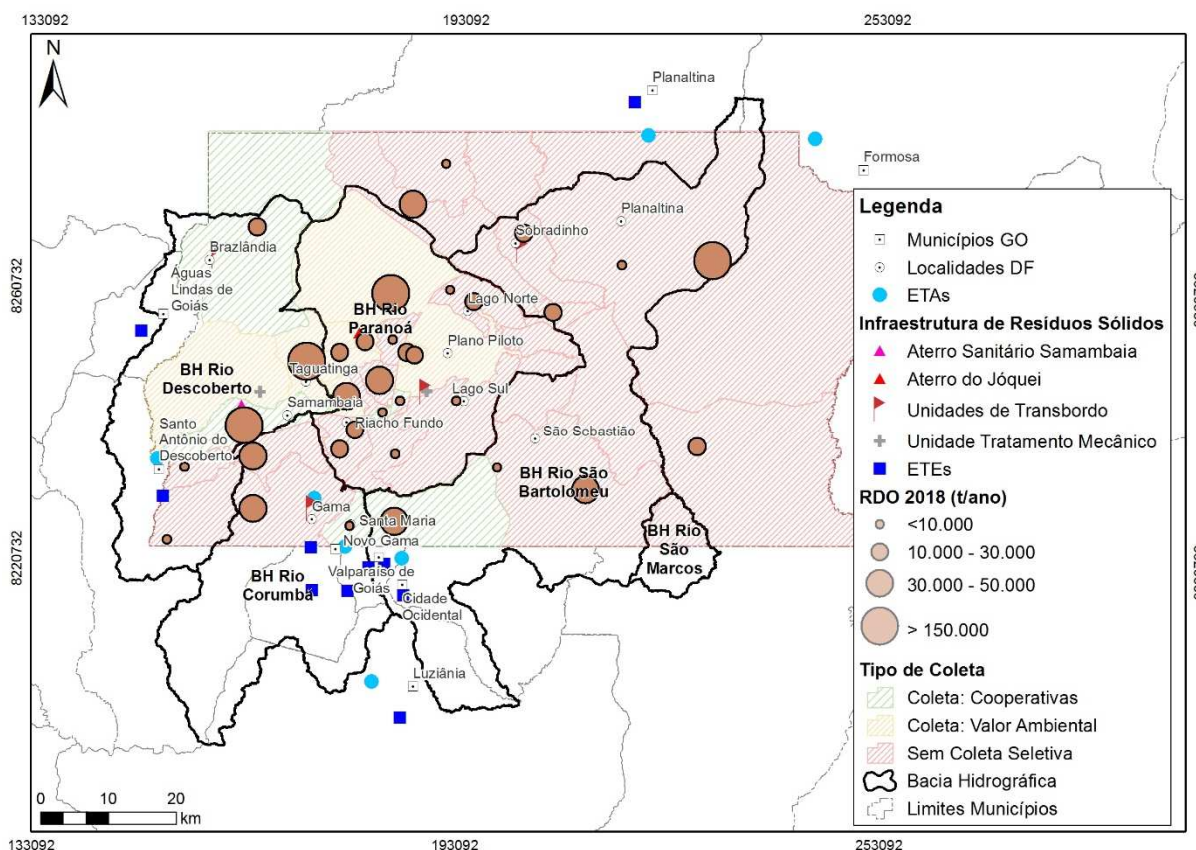 133092
193092
253092
N
Planaltina
Formosa
Planaltina
Sobradinho
Brazlândia
Águas
Lindas de
Goiás
8260732
Lago Norte
BH Rio
Paranoá
Plano Piloto
BH Rio
Descoberto
Taguatinga
Lago Sul
Samambaia
Riacho Fundo
Santo
Antônio do
Descoberto
São Sebastião
BH Rio São
Bartolomeu
Gama
Santa Maria
BH Rio
São
Marcos
8220732
Novo Gama
BH Rio
Corumbá
Valparaíso de
Goiás
Cidade
Ocidental
Luziânia
0 10 20
km
Legenda
Municípios GO
Localidades DF
ETAs
Infraestrutura de Resíduos Sólidos
Aterro Sanitário Samambaia
Aterro do Jóquei
Unidades de Transbordo
Unidade Tratamento Mecânico
ETEs
RDO 2018 (t/ano)
<10.000
10.000 - 30.000
30.000 - 50.000
> 150.000
Tipo de Coleta
Coleta: Cooperativas
Coleta: Valor Ambiental
Sem Coleta Seletiva
Bacia Hidrográfica
Limites Municípios
133092
193092
253092